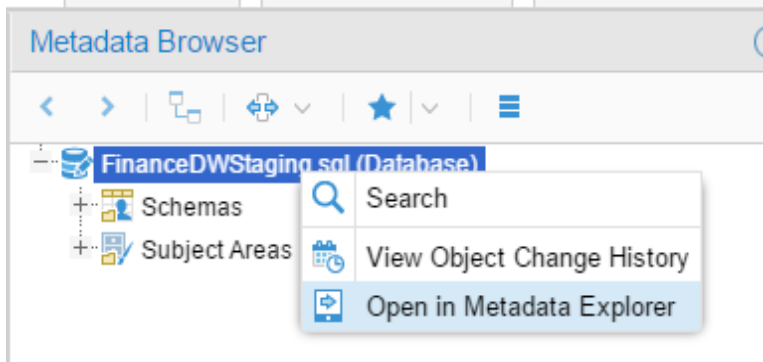 Metadata Browser
FinanceDWStaging.sql (Database)
Schemas
Subject Areas
Search
View Object Change History
Open in Metadata Explorer